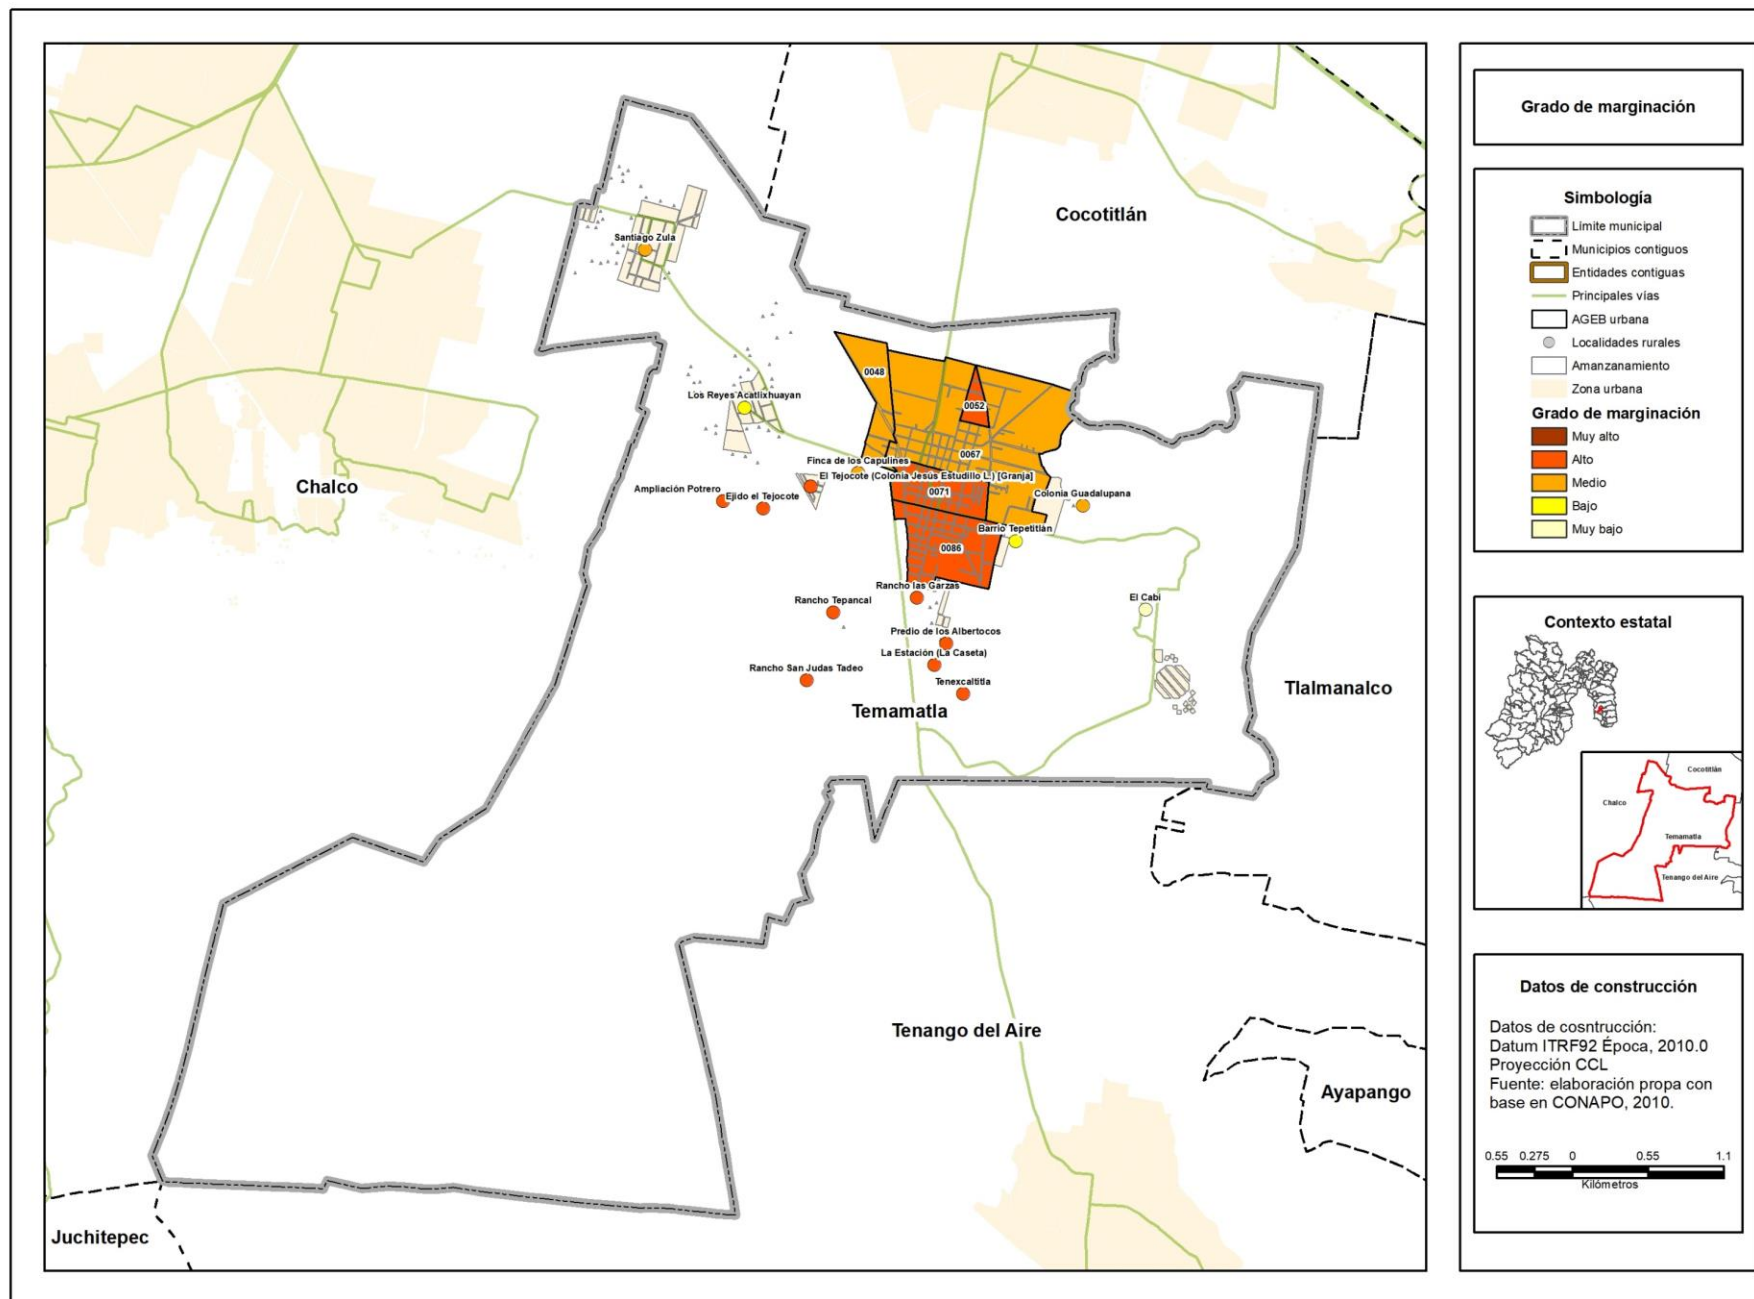 Cocotitlán
Santiago Zula
0048
0052
Los Reyes Acatlixhuayan
0067
Finca de los Capulines
El Tejocote (Colonia Jesús Estudillo L.) [Granja]
Chalco
Ampliación Potrero
Ejido el Tejocote
0071
Colonia Guadalupana
Barrio Tepetitlán
0086
Rancho las Garzas
Rancho Tepancal
El Cabi
Predio de los Albertocos
La Estación (La Caseta)
Rancho San Judas Tadeo
Tenexcaltitla
Tlalmanalco
Temamatla
Tenango del Aire
Ayapango
Juchitepec
Grado de marginación
Simbología
Límite municipal
Municipios contiguos
Entidades contiguas
Principales vías
AGEB urbana
Localidades rurales
Amanzanamiento
Zona urbana
Grado de marginación
Muy alto
Alto
Medio
Bajo
Muy bajo
Contexto estatal
Cocotitlán
Chalco
Temamatla
Tenango del Aire
Datos de construcción
Datos de cosntrucción:
Datum ITRF92 Época, 2010.0
Proyección CCL
Fuente: elaboración propa con
base en CONAPO, 2010.
0.55 0.275 0 0.55 1.1
Kilómetros